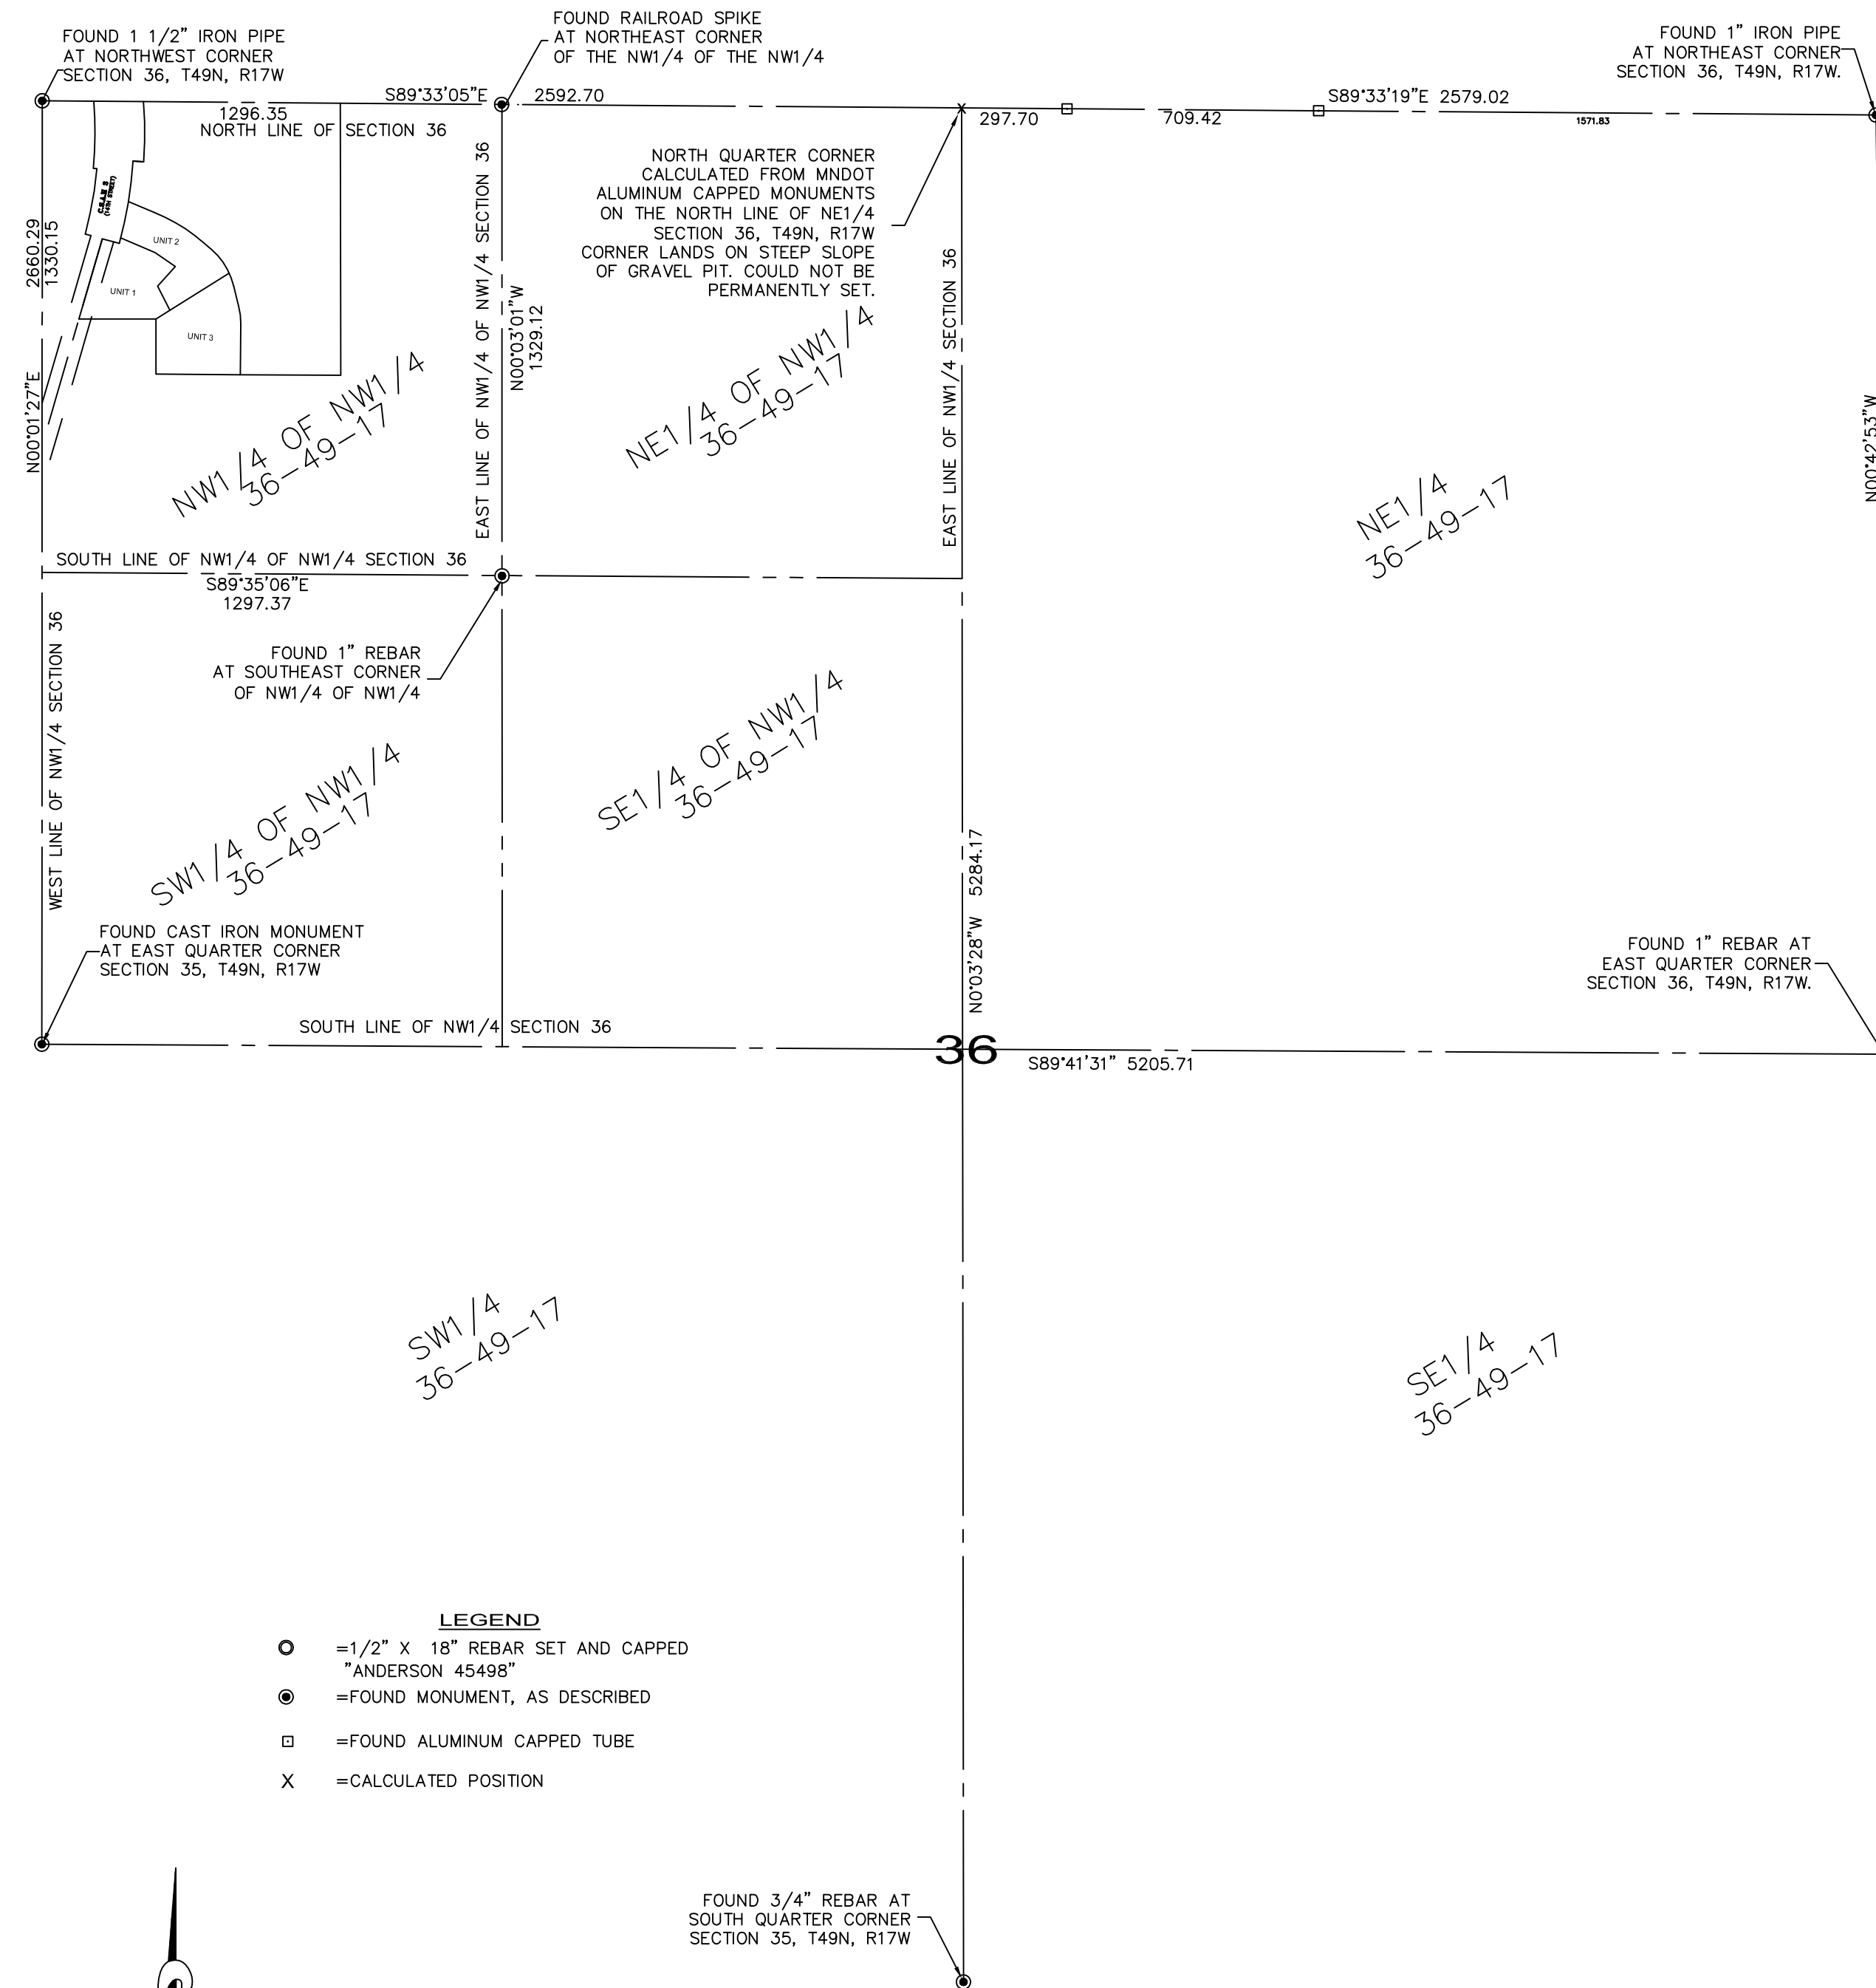 FOUND 1 1/2" IRON PIPE
AT NORTHWEST CORNER
SECTION 36, T49N, R17W
FOUND RAILROAD SPIKE
AT NORTHEAST CORNER
OF THE NW1/4 OF THE NW1/4
FOUND 1" IRON PIPE
AT NORTHEAST CORNER
SECTION 36, T49N, R17W.
S89°33'05"E 2592.70
1296.35
NORTH LINE OF SECTION 36
S89°33'19"E 2579.02
297.70
709.42
1571.83
NORTH QUARTER CORNER
CALCULATED FROM MNDOT
ALUMINUM CAPPED MONUMENTS
ON THE NORTH LINE OF NE1/4
SECTION 36, T49N, R17W
CORNER LANDS ON STEEP SLOPE
OF GRAVEL PIT. COULD NOT BE
PERMANENTLY SET.
C.S.A.H. 3
(14TH STREET)
UNIT 2
UNIT 1
UNIT 3
2660.29
1330.15
N00°01'27"E
EAST LINE OF NW1/4 OF NW1/4 SECTION 36
N00°03'01"W
1329.12
EAST LINE OF NW1/4 SECTION 36
N00°42'53"W
NW1/4 OF NW1/4
36-49-17
NE1/4 OF NW1/4
36-49-17
NE1/4
36-49-17
SOUTH LINE OF NW1/4 OF NW1/4 SECTION 36
S89°35'06"E
1297.37
FOUND 1" REBAR
AT SOUTHEAST CORNER
OF NW1/4 OF NW1/4
WEST LINE OF NW1/4 SECTION 36
SW1/4 OF NW1/4
36-49-17
SE1/4 OF NW1/4
36-49-17
N0°03'28"W 5284.17
FOUND CAST IRON MONUMENT
AT EAST QUARTER CORNER
SECTION 35, T49N, R17W
FOUND 1" REBAR AT
EAST QUARTER CORNER
SECTION 36, T49N, R17W.
SOUTH LINE OF NW1/4 SECTION 36
36
S89°41'31" 5205.71
SW1/4
36-49-17
SE1/4
36-49-17
LEGEND
=1/2" X 18" REBAR SET AND CAPPED
"ANDERSON 45498"
=FOUND MONUMENT, AS DESCRIBED
=FOUND ALUMINUM CAPPED TUBE
X =CALCULATED POSITION
FOUND 3/4" REBAR AT
SOUTH QUARTER CORNER
SECTION 35, T49N, R17W